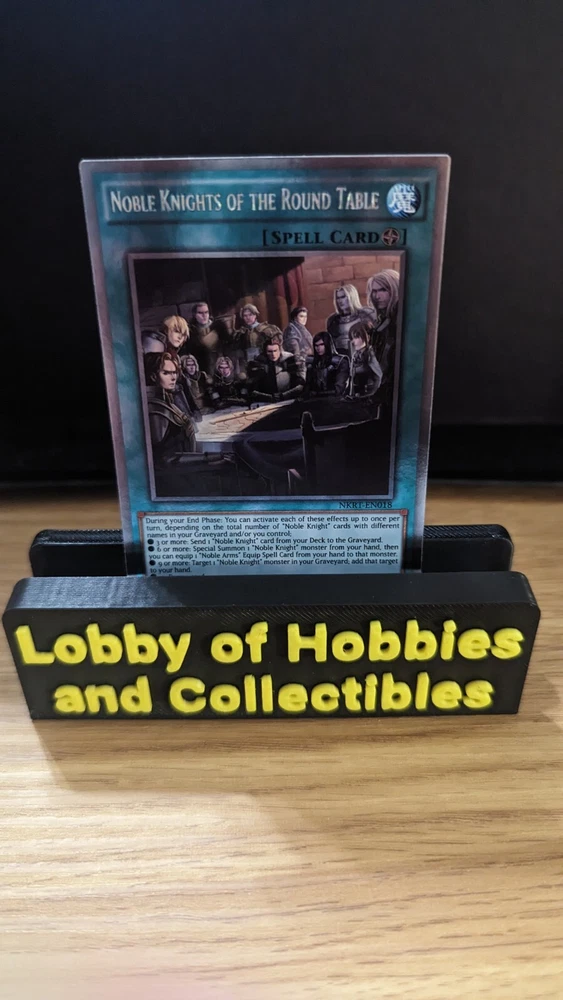 NOBLE KNIGHTS OF THE ROUND TABLE 魔
[SPELL CARD]
NKRT-EN018
During your End Phase: You can activate each of these effects up to once per
turn, depending on the total number of "Noble Knight" cards with different
names in your Graveyard and/or you control;
● 3 or more: Send 1 "Noble Knight" card from your Deck to the Graveyard.
● 6 or more: Special Summon 1 "Noble Knight" monster from your hand, then
you can equip 1 "Noble Arms" Equip Spell Card from your hand to that monster.
● 9 or more: Target 1 "Noble Knight" monster in your Graveyard, add that target
to your hand.
Lobby of Hobbies
and Collectibles